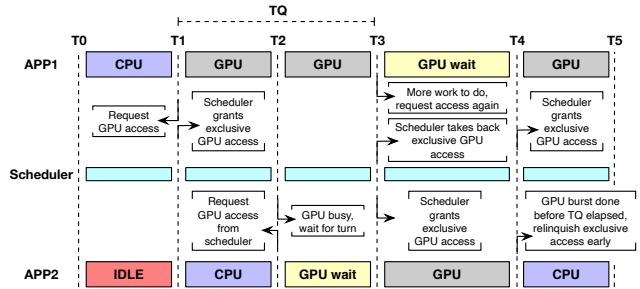 TQ
T0 T1 T2 T3 T4 T5
APP1 CPU GPU GPU GPU wait GPU
Request
GPU access
Scheduler
grants
exclusive
GPU access
More work to do,
request access again
Scheduler takes back
exclusive GPU
access
Scheduler
grants
exclusive
GPU access
Scheduler
Request
GPU access
from
scheduler
GPU busy,
wait for turn
Scheduler
grants
exclusive
GPU access
GPU burst done
before TQ elapsed,
relinquish exclusive
access early
APP2 IDLE CPU GPU wait GPU CPU